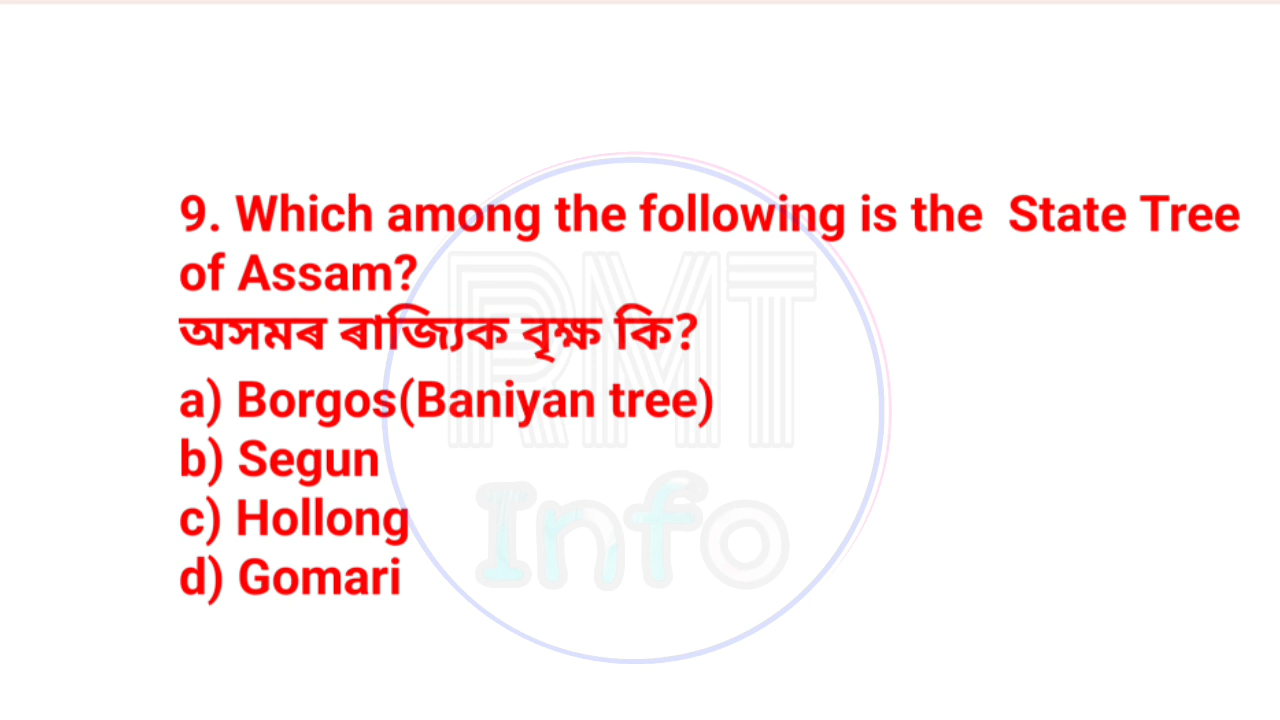 9. Which among the following is the State Tree
of Assam?
অসমৰ ৰাজ্যিক বৃক্ষ কি?
a) Borgos(Baniyan tree)
b) Segun
c) Hollong
d) Gomari
RMT
Info